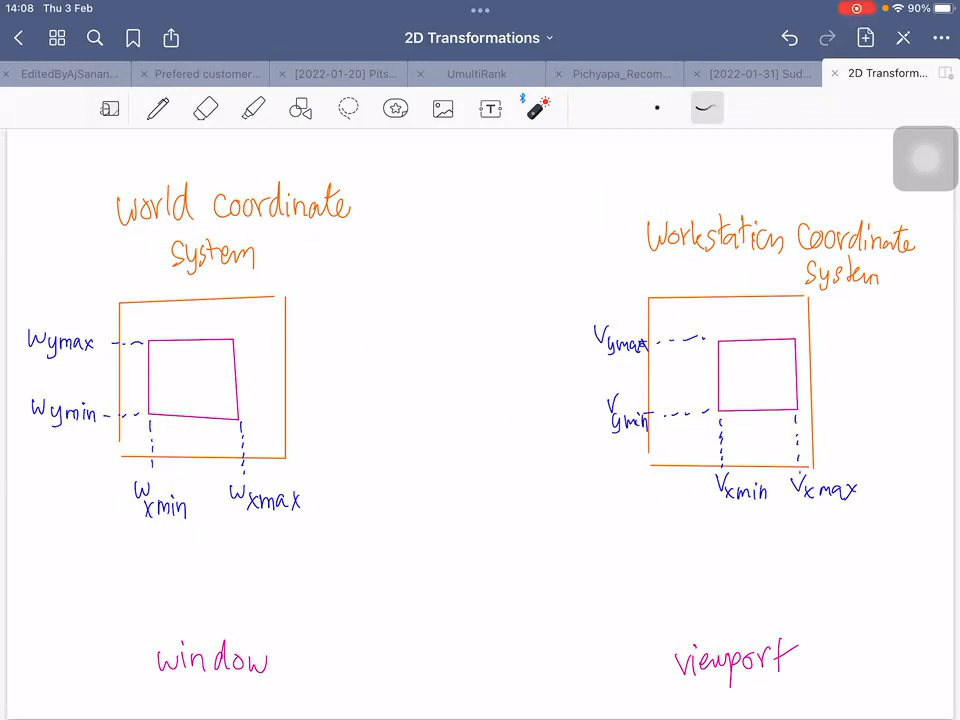 14:08 Thu 3 Feb
90%
2D Transformations
EditedByAjSanan...
Prefered customer...
[2022-01-20] Pits...
UmultiRank
Pichyapa_Recom...
[2022-01-31] Sud...
2D Transform...
World Coordinate
system
Workstation Coordinate
system
Wymax
Wymin
Wxmin
Wxmax
Vymax
Vymin
Vxmin
Vxmax
window
viewport